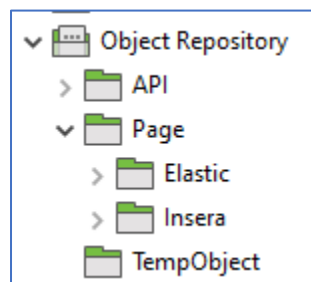 Object Repository
API
Page
Elastic
Insera
TempObject